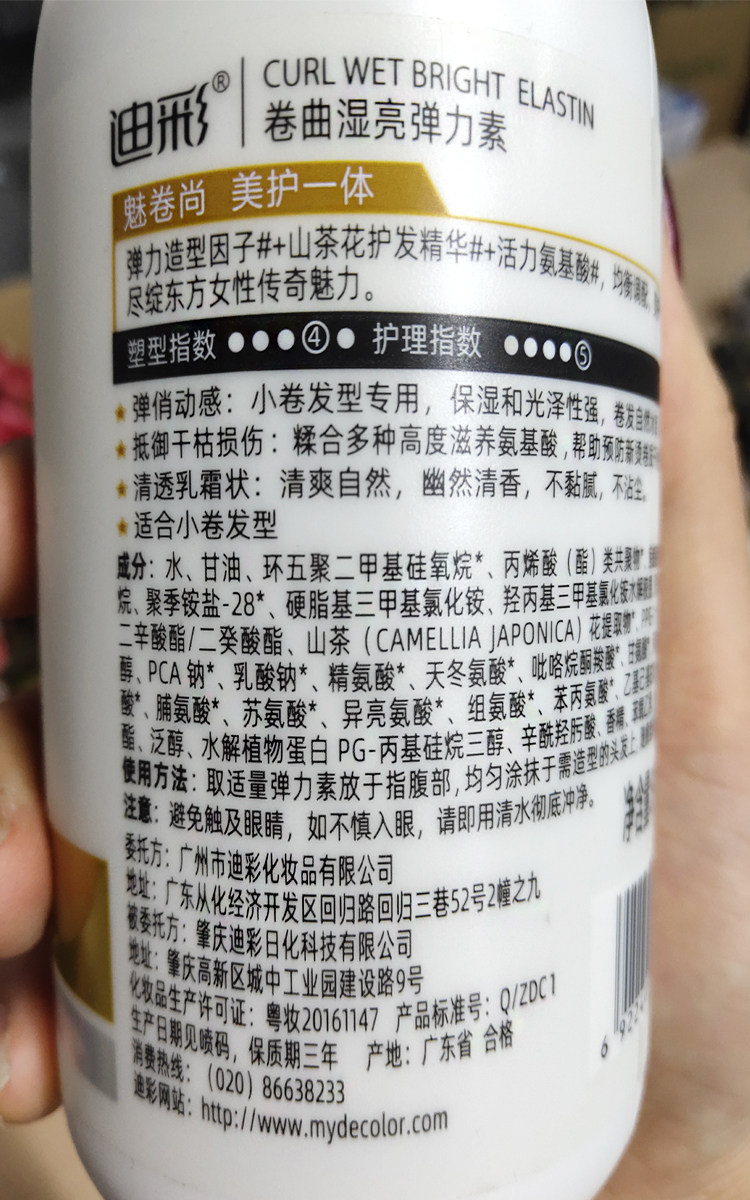 迪彩® CURL WET BRIGHT ELASTIN
卷曲湿亮弹力素
魅卷尚 美护一体
弹力造型因子#+山茶花护发精华#+活力氨基酸#，均衡调配，
尽绽东方女性传奇魅力。
塑型指数 ●●●④● 护理指数 ●●●●⑤
★ 弹俏动感：小卷发型专用，保湿和光泽性强，卷发自然
★ 抵御干枯损伤：糅合多种高度滋养氨基酸，帮助预防新烫卷发
★ 清透乳霜状：清爽自然，幽然清香，不黏腻，不沾尘。
★ 适合小卷发型
成分：水、甘油、环五聚二甲基硅氧烷*、丙烯酸（酯）类共聚物*、
烷、聚季铵盐-28*、硬脂基三甲基氯化铵、羟丙基三甲基氯化铵水解
二辛酸酯/二癸酸酯、山茶（CAMELLIA JAPONICA）花提取物*、PPG-
醇、PCA 钠*、乳酸钠*、精氨酸*、天冬氨酸*、吡咯烷酮羧酸*、甘氨酸*、
酸*、脯氨酸*、苏氨酸*、异亮氨酸*、组氨酸*、苯丙氨酸*、乙基己基
酯、泛醇、水解植物蛋白 PG-丙基硅烷三醇、辛酰羟肟酸、香精、
使用方法：取适量弹力素放于指腹部，均匀涂抹于需造型的头发上
注意：避免触及眼睛，如不慎入眼，请即用清水彻底冲净。
净含量
委托方：广州市迪彩化妆品有限公司
地址：广东从化经济开发区回归路回归三巷52号2幢之九
被委托方：肇庆迪彩日化科技有限公司
地址：肇庆高新区城中工业园建设路9号
化妆品生产许可证：粤妆20161147 产品标准号：Q/ZDC1
生产日期见喷码，保质期三年 产地：广东省 合格
消费热线：（020）86638233
迪彩网站：http://www.mydecolor.com
6 922